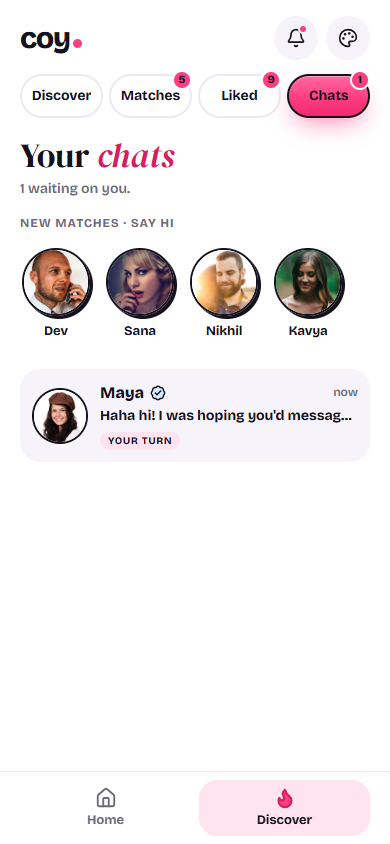 coy.
Discover
Matches
5
Liked
9
Chats
1
Your chats
1 waiting on you.
NEW MATCHES · SAY HI
Dev
Sana
Nikhil
Kavya
Maya
now
Haha hi! I was hoping you'd messag...
YOUR TURN
Home
Discover